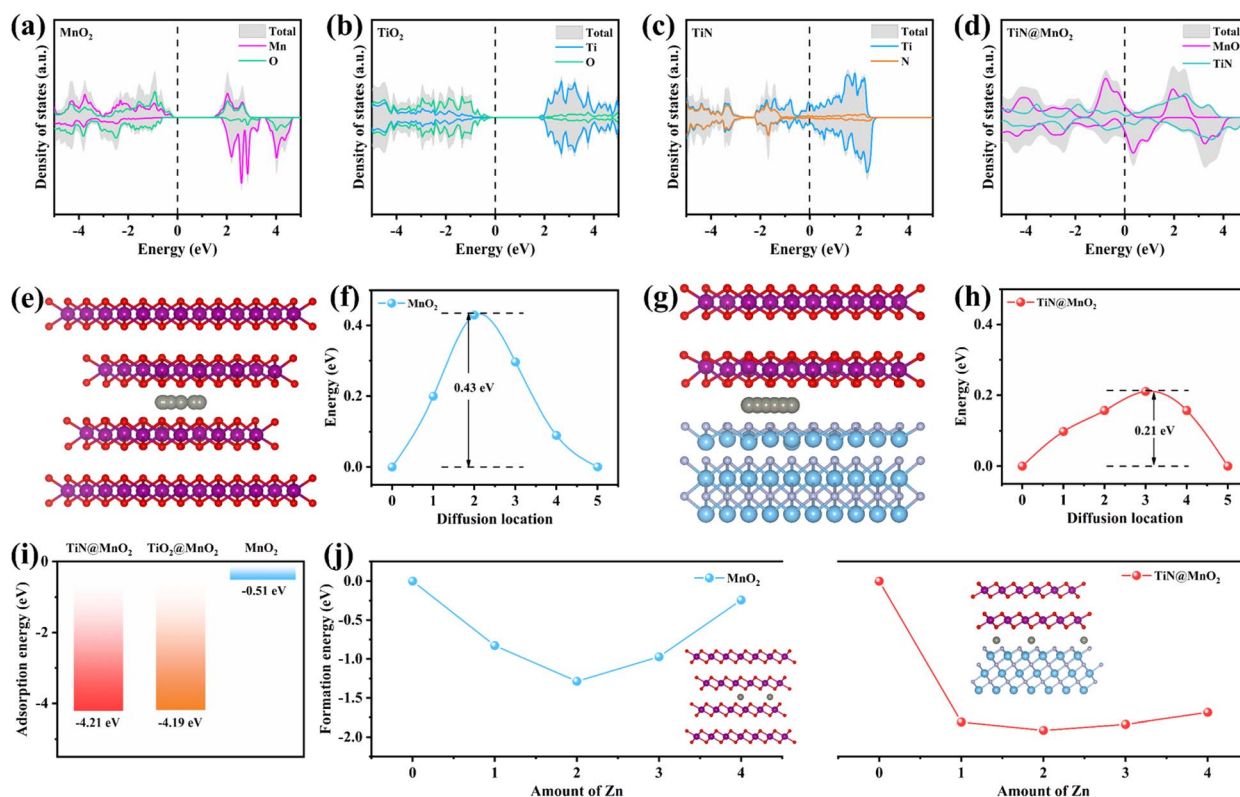 (a)
MnO₂
Total
Mn
O
Density of states (a.u.)
-4 -2 0 2 4
Energy (eV)
(b)
TiO₂
Total
Ti
O
Density of states (a.u.)
-4 -2 0 2 4
Energy (eV)
(c)
TiN
Total
Ti
N
Density of states (a.u.)
-4 -2 0 2 4
Energy (eV)
(d)
TiN@MnO₂
Total
MnO
TiN
Density of states (a.u.)
-4 -2 0 2 4
Energy (eV)
(e)
(f)
MnO₂
0.4
0.2
0.0
Energy (eV)
0.43 eV
0 1 2 3 4 5
Diffusion location
(g)
(h)
TiN@MnO₂
0.4
0.2
0.0
Energy (eV)
0.21 eV
0 1 2 3 4 5
Diffusion location
(i)
TiN@MnO₂ TiO₂@MnO₂ MnO₂
0
-2
-4
Adsorption energy (eV)
-0.51 eV
-4.21 eV
-4.19 eV
(j)
MnO₂
0.0
-0.5
-1.0
-1.5
-2.0
Formation energy (eV)
0 1 2 3 4
Amount of Zn
TiN@MnO₂
0 1 2 3 4
Amount of Zn